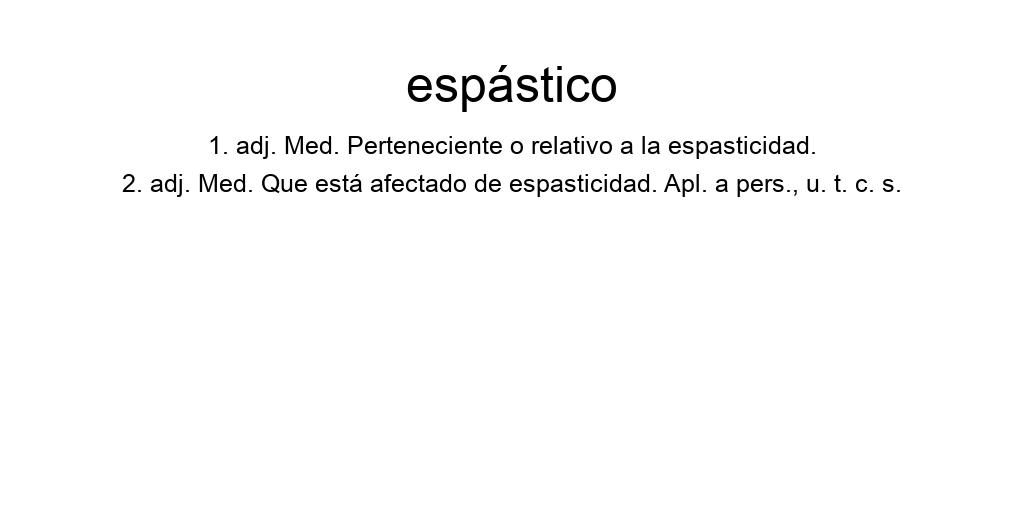 espástico
1. adj. Med. Perteneciente o relativo a la espasticidad.
2. adj. Med. Que está afectado de espasticidad. Apl. a pers., u. t. c. s.